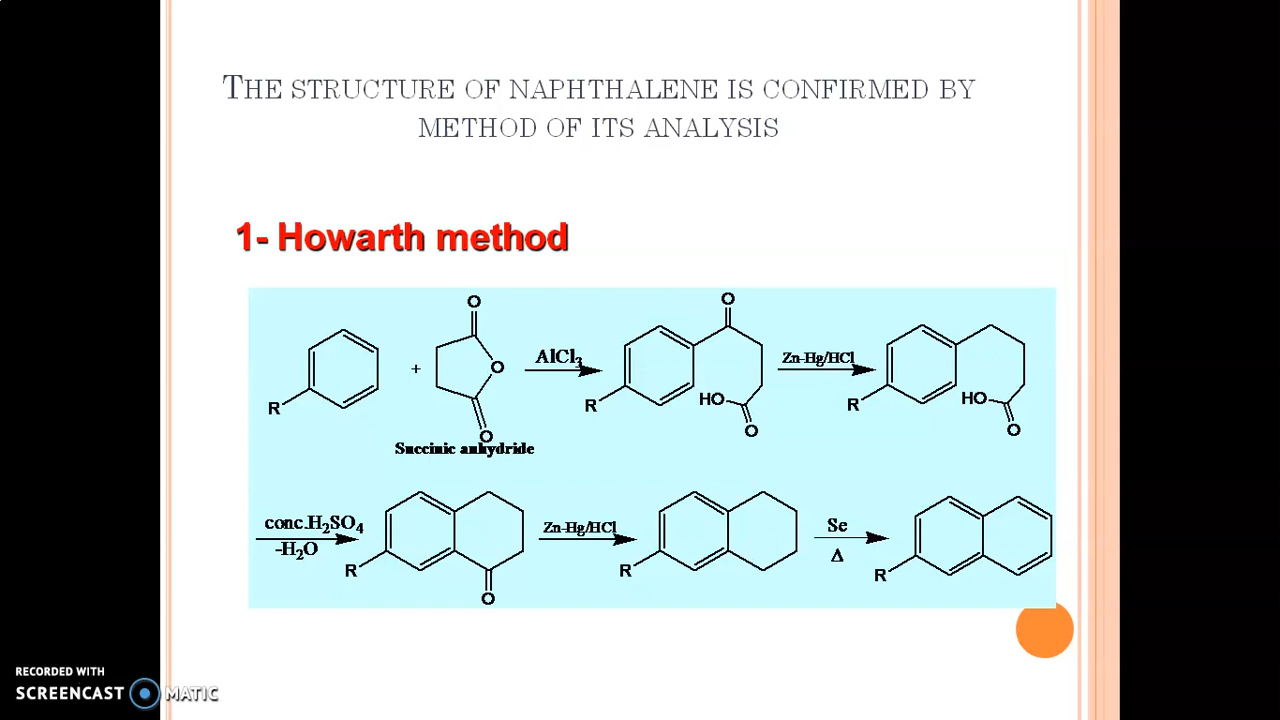 THE STRUCTURE OF NAPHTHALENE IS CONFIRMED BY
METHOD OF ITS ANALYSIS
1- Howarth method
R
+
O
O
O
Succinic anhydride
AlCl3
R
O
HO
O
Zn-Hg/HCl
R
HO
O
conc.H2SO4
-H2O
R
O
Zn-Hg/HCl
R
Se
Δ
R
RECORDED WITH
SCREENCAST MATIC